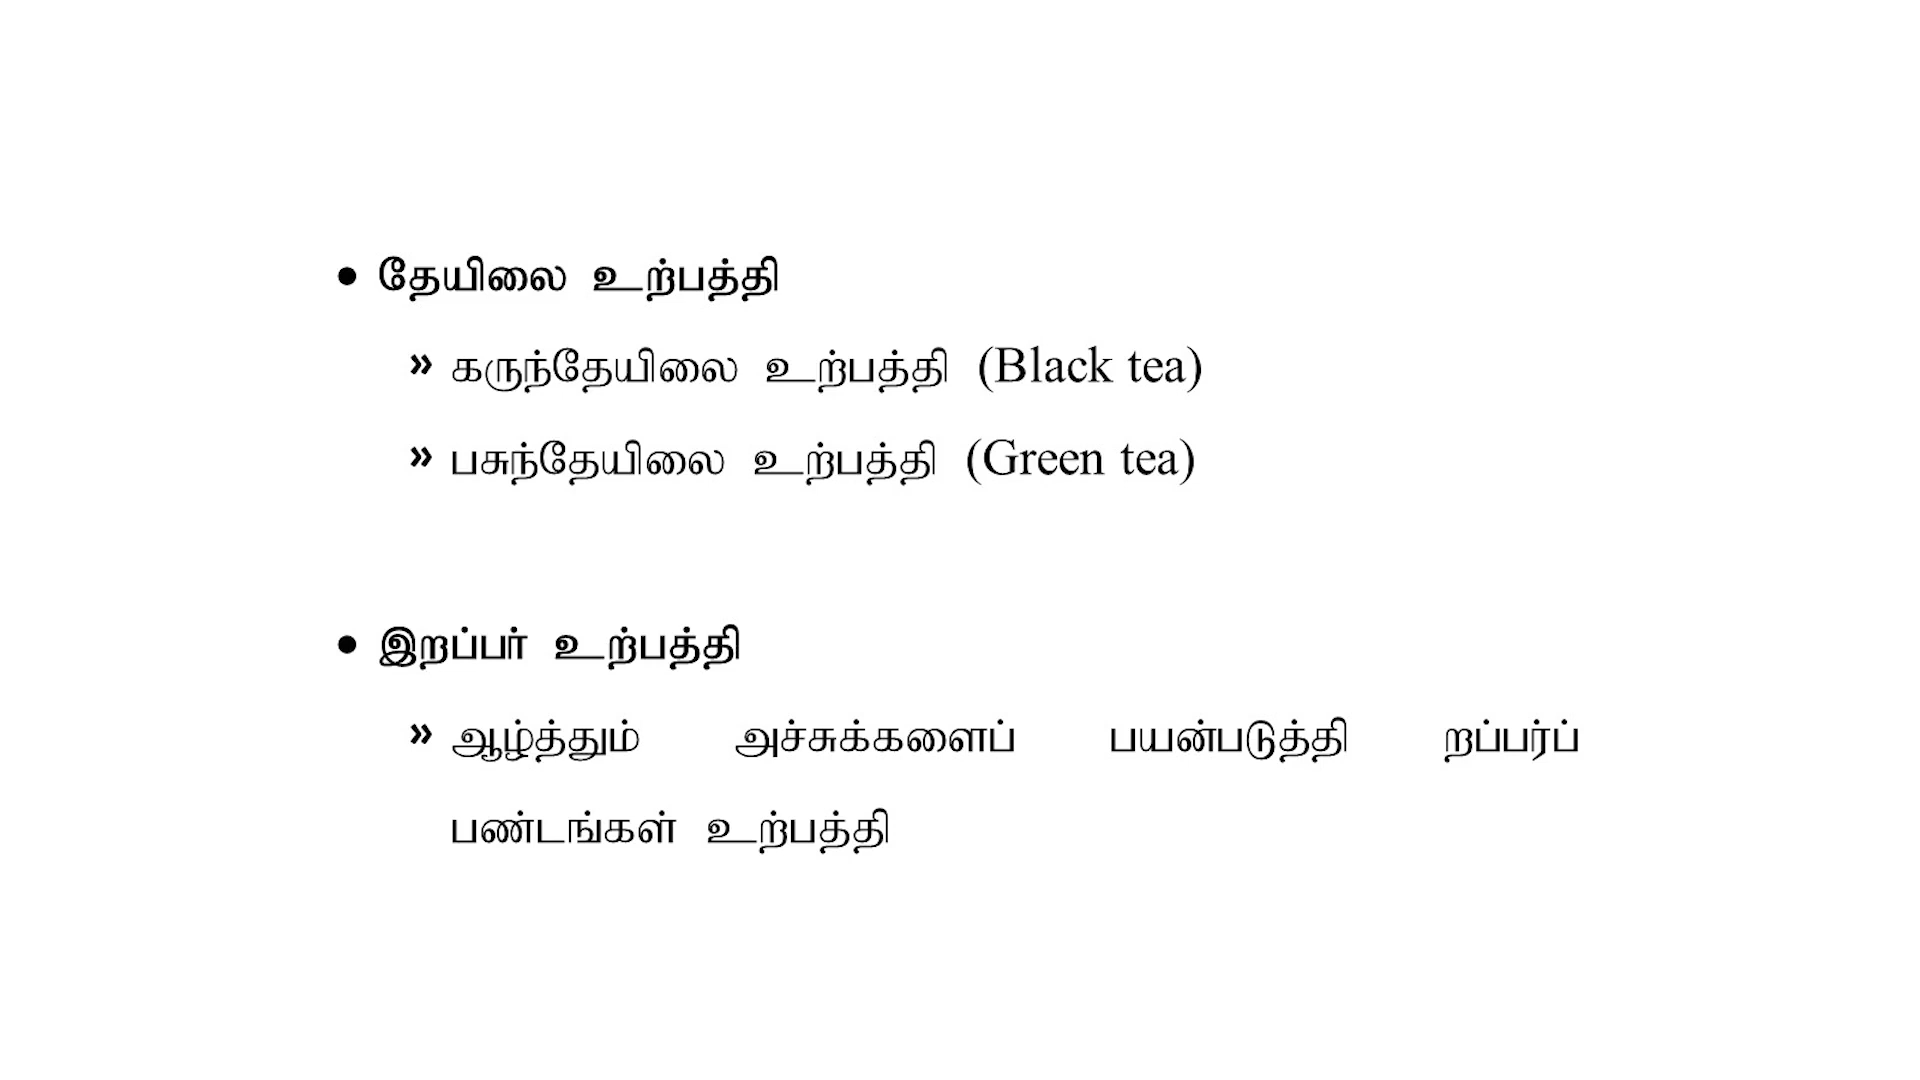 • தேயிலை உற்பத்தி
» கருந்தேயிலை உற்பத்தி (Black tea)
» பசுந்தேயிலை உற்பத்தி (Green tea)
• இறப்பர் உற்பத்தி
» ஆழ்த்தும் அச்சுக்களைப் பயன்படுத்தி றப்பர்ப்
பண்டங்கள் உற்பத்தி